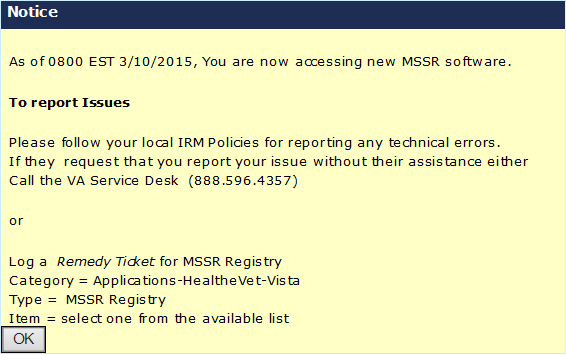 Notice
As of 0800 EST 3/10/2015, You are now accessing new MSSR software.
To report Issues
Please follow your local IRM Policies for reporting any technical errors.
If they request that you report your issue without their assistance either
Call the VA Service Desk (888.596.4357)
or
Log a Remedy Ticket for MSSR Registry
Category = Applications-HealtheVet-Vista
Type = MSSR Registry
Item = select one from the available list
OK